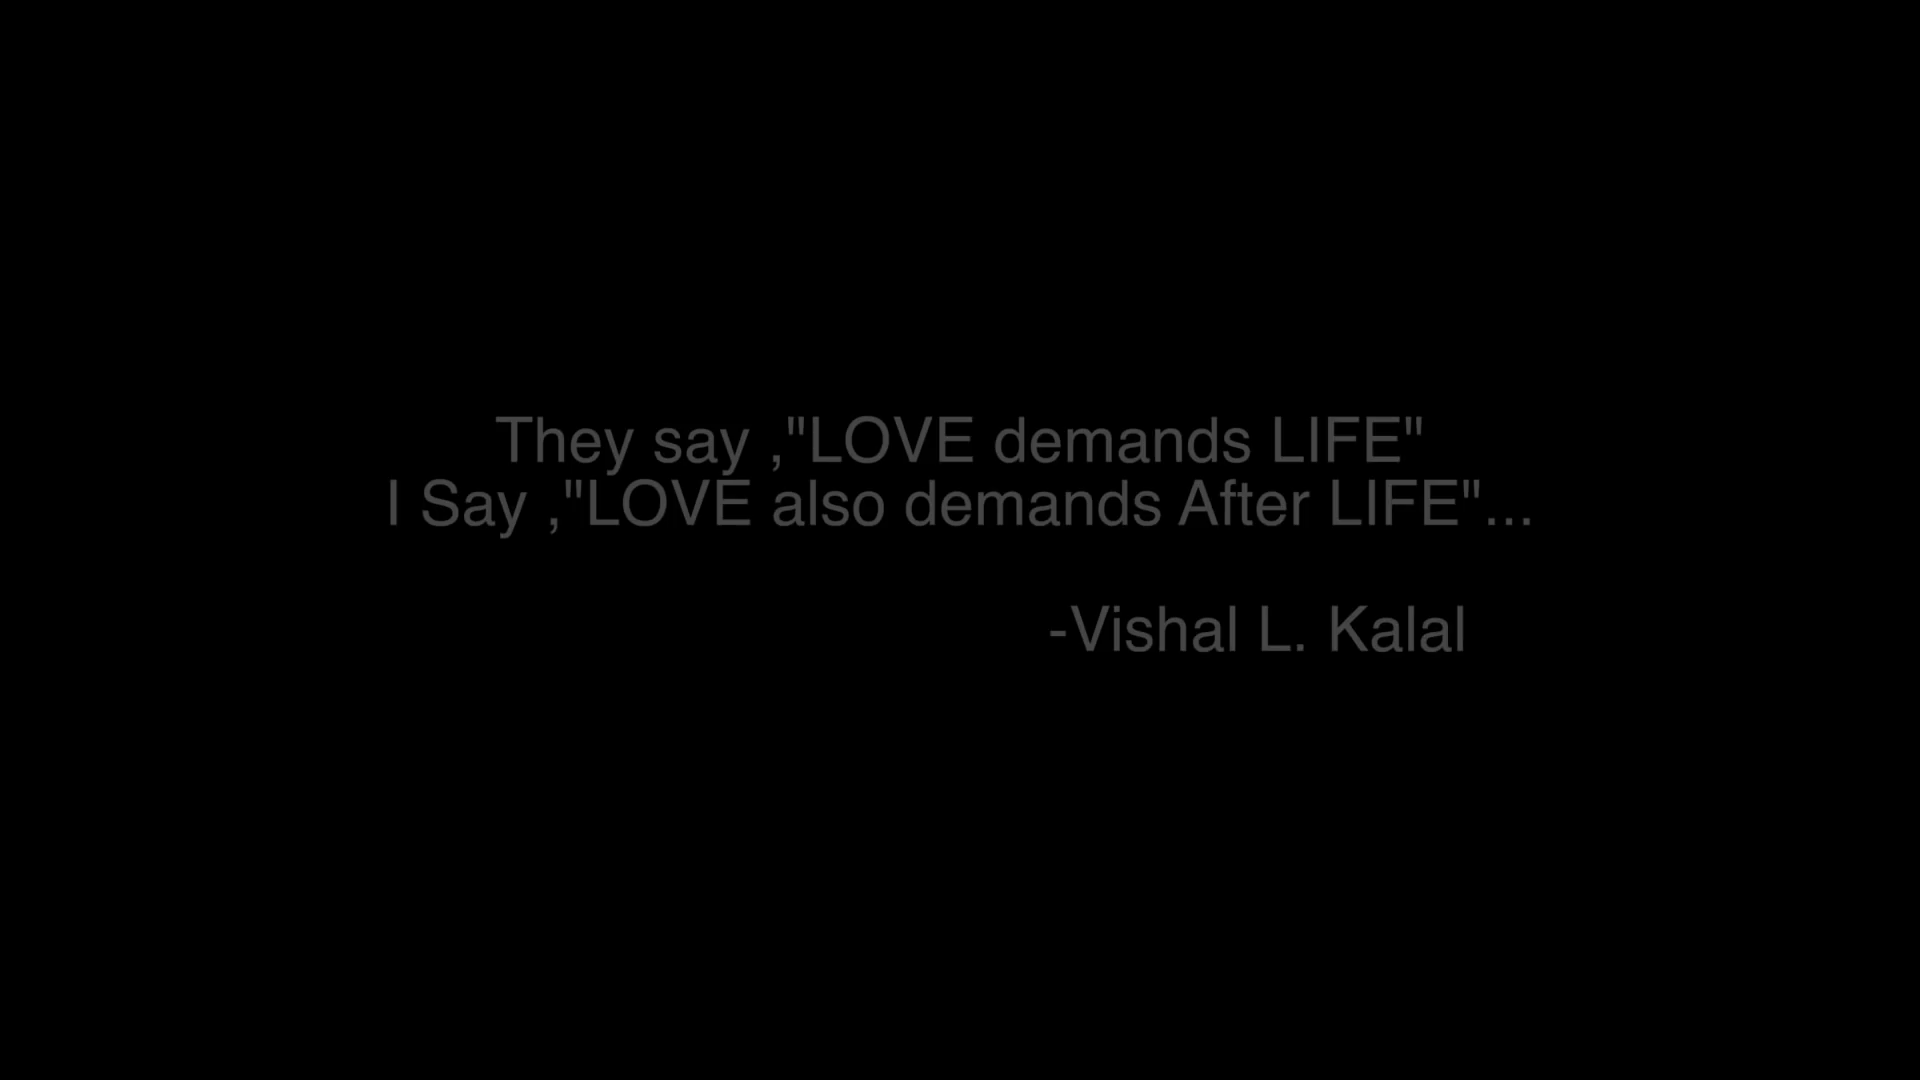 They say ,"LOVE demands LIFE"
I Say ,"LOVE also demands After LIFE"...
-Vishal L. Kalal